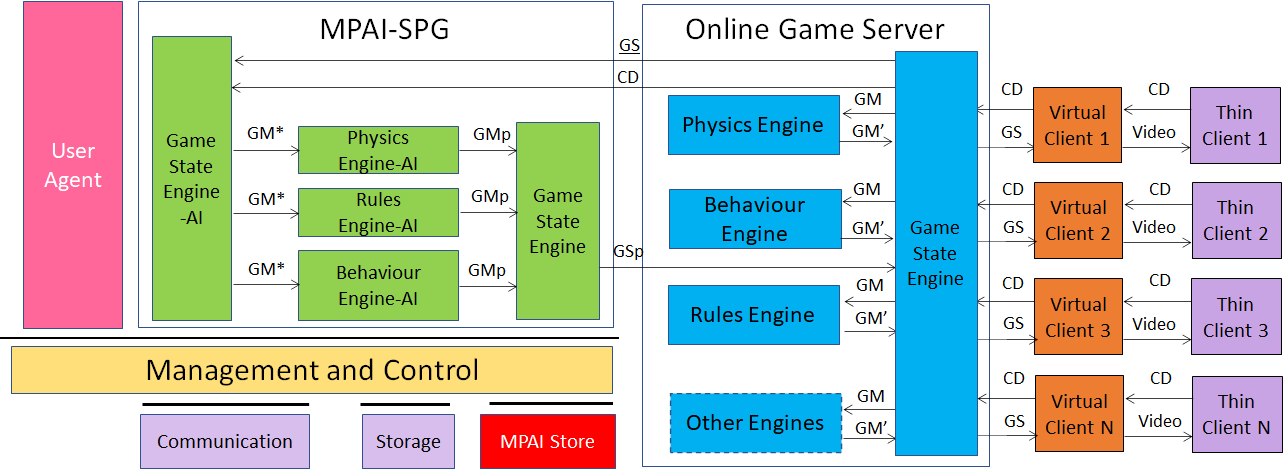 MPAI-SPG
Online Game Server
User
Agent
Game
State
Engine
-AI
GS
CD
GM*
Physics
Engine-AI
GMp
GM*
Rules
Engine-AI
GMp
GM*
Behaviour
Engine-AI
GMp
Game
State
Engine
GSp
Physics Engine
GM
GM’
Behaviour
Engine
GM
GM’
Rules Engine
GM
GM’
Other Engines
GM
GM’
Game
State
Engine
CD
GS
Virtual
Client 1
CD
Video
Thin
Client 1
CD
GS
Virtual
Client 2
CD
Video
Thin
Client 2
CD
GS
Virtual
Client 3
CD
Video
Thin
Client 3
CD
GS
Virtual
Client N
CD
Video
Thin
Client N
Management and Control
Communication
Storage
MPAI Store